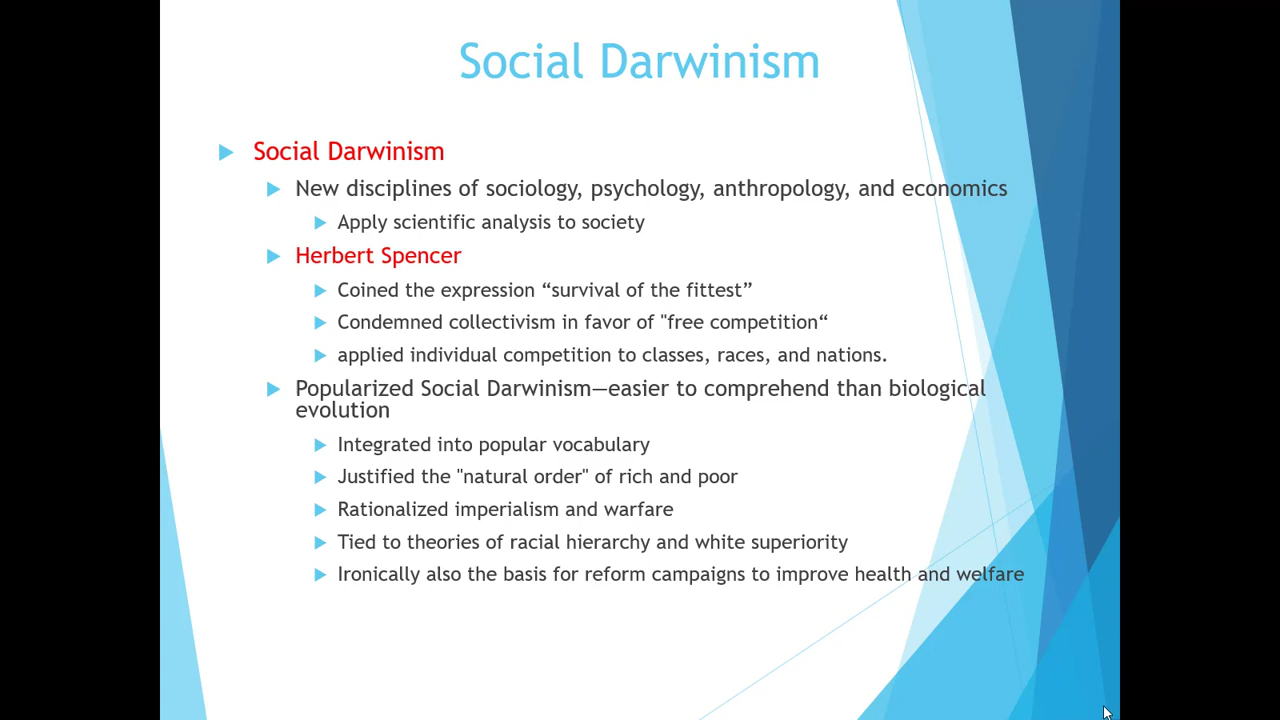 Social Darwinism
Social Darwinism
New disciplines of sociology, psychology, anthropology, and economics
Apply scientific analysis to society
Herbert Spencer
Coined the expression “survival of the fittest”
Condemned collectivism in favor of "free competition“
applied individual competition to classes, races, and nations.
Popularized Social Darwinism—easier to comprehend than biological
evolution
Integrated into popular vocabulary
Justified the "natural order" of rich and poor
Rationalized imperialism and warfare
Tied to theories of racial hierarchy and white superiority
Ironically also the basis for reform campaigns to improve health and welfare